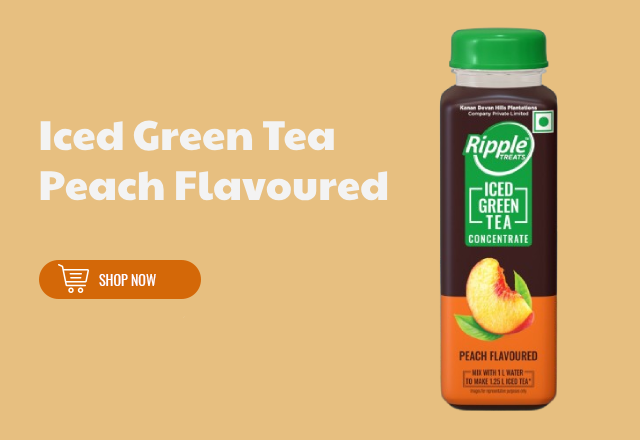 Iced Green Tea
Peach Flavoured
SHOP NOW
Kanan Devan Hills Plantations
Company Private Limited
Ripple
TREATS
ICED
GREEN
TEA
CONCENTRATE
PEACH FLAVOURED
MIX WITH 1 L WATER
TO MAKE 1.25 L ICED TEA*